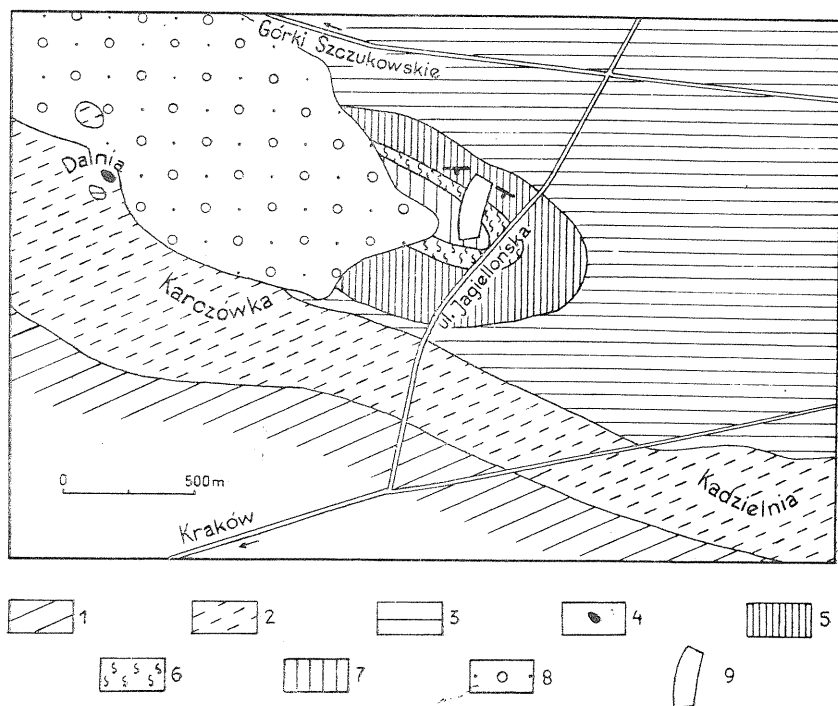 Górki Szczukowskie
Dalnia
Karczówka
ul. Jagiellońska
0 500m
Kadzielnia
Kraków
1 2 3 4 5
6 7 8 9